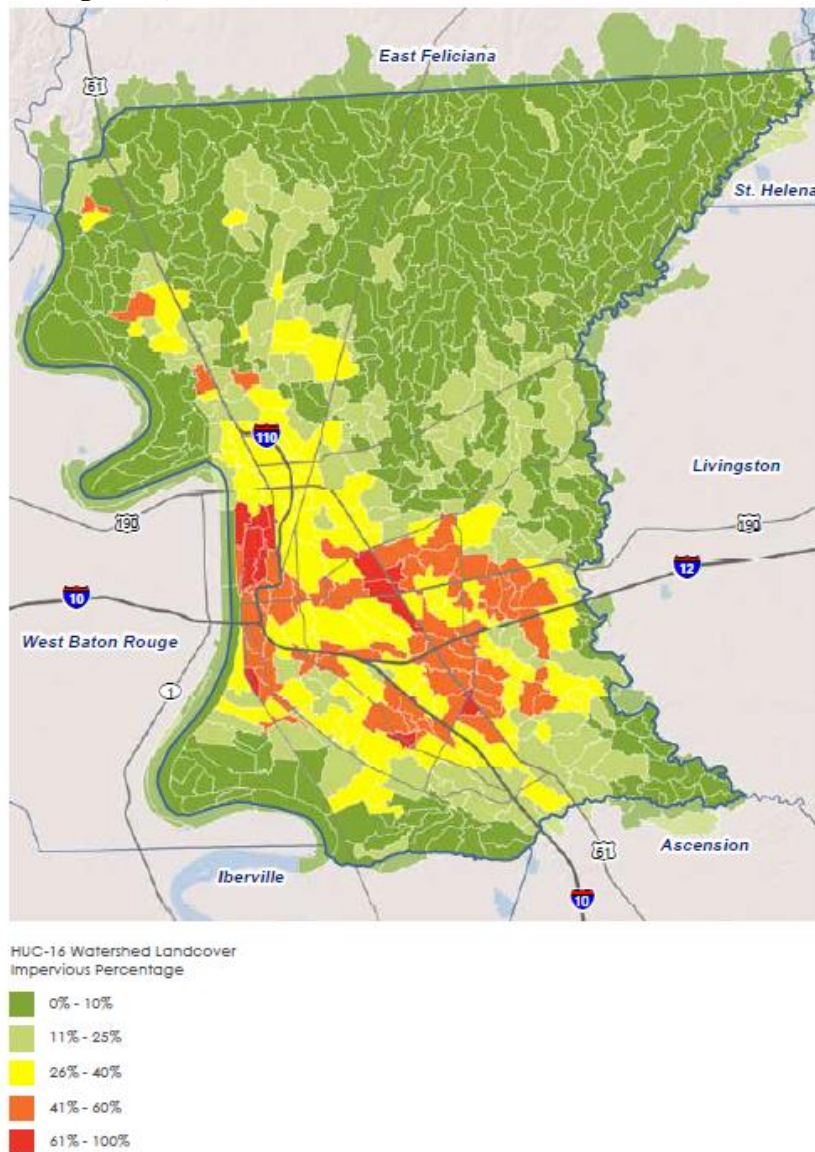 East Feliciana
61
St. Helena
110
Livingston
190
190
12
10
West Baton Rouge
1
61
Ascension
Iberville
10
HUC-16 Watershed Landcover
Impervious Percentage
0% - 10%
11% - 25%
26% - 40%
41% - 60%
61% - 100%